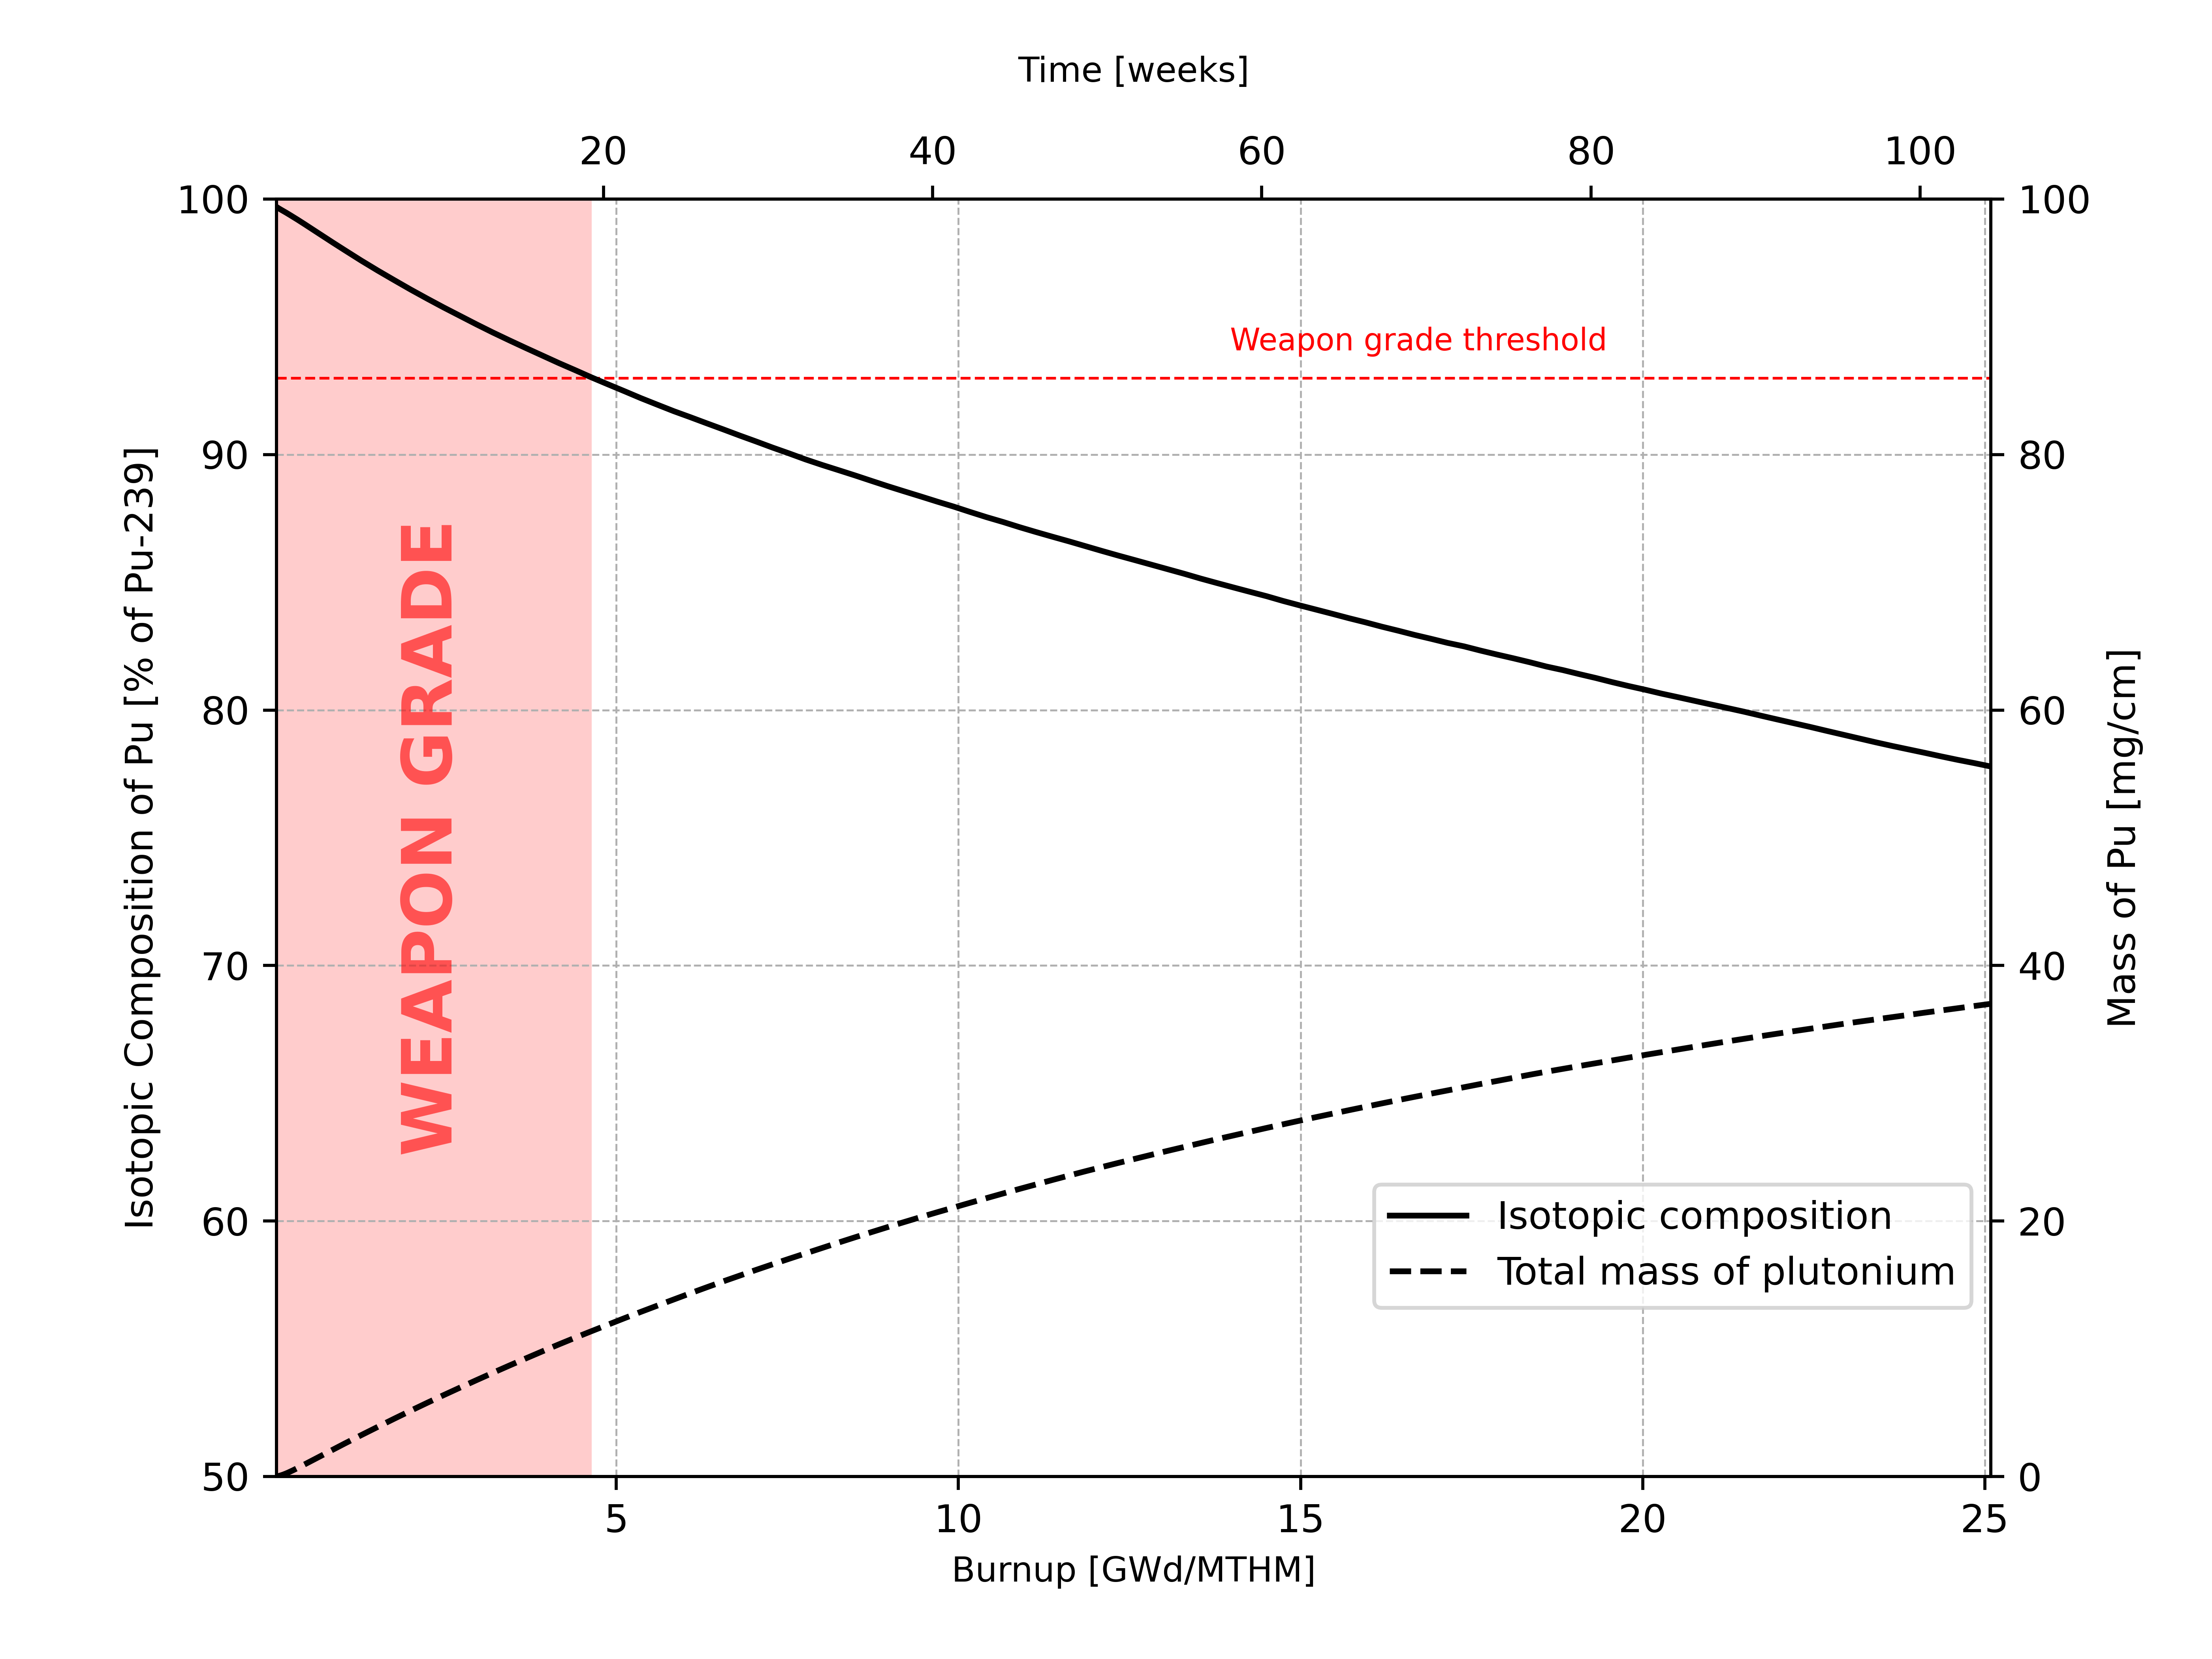 Time [weeks]
20 40 60 80 100
100 100
Weapon grade threshold
90 80
80 60
70 40
60 20
50 0
Isotopic Composition of Pu [% of Pu-239]
WEAPON GRADE
Mass of Pu [mg/cm]
Isotopic composition
Total mass of plutonium
5 10 15 20 25
Burnup [GWd/MTHM]